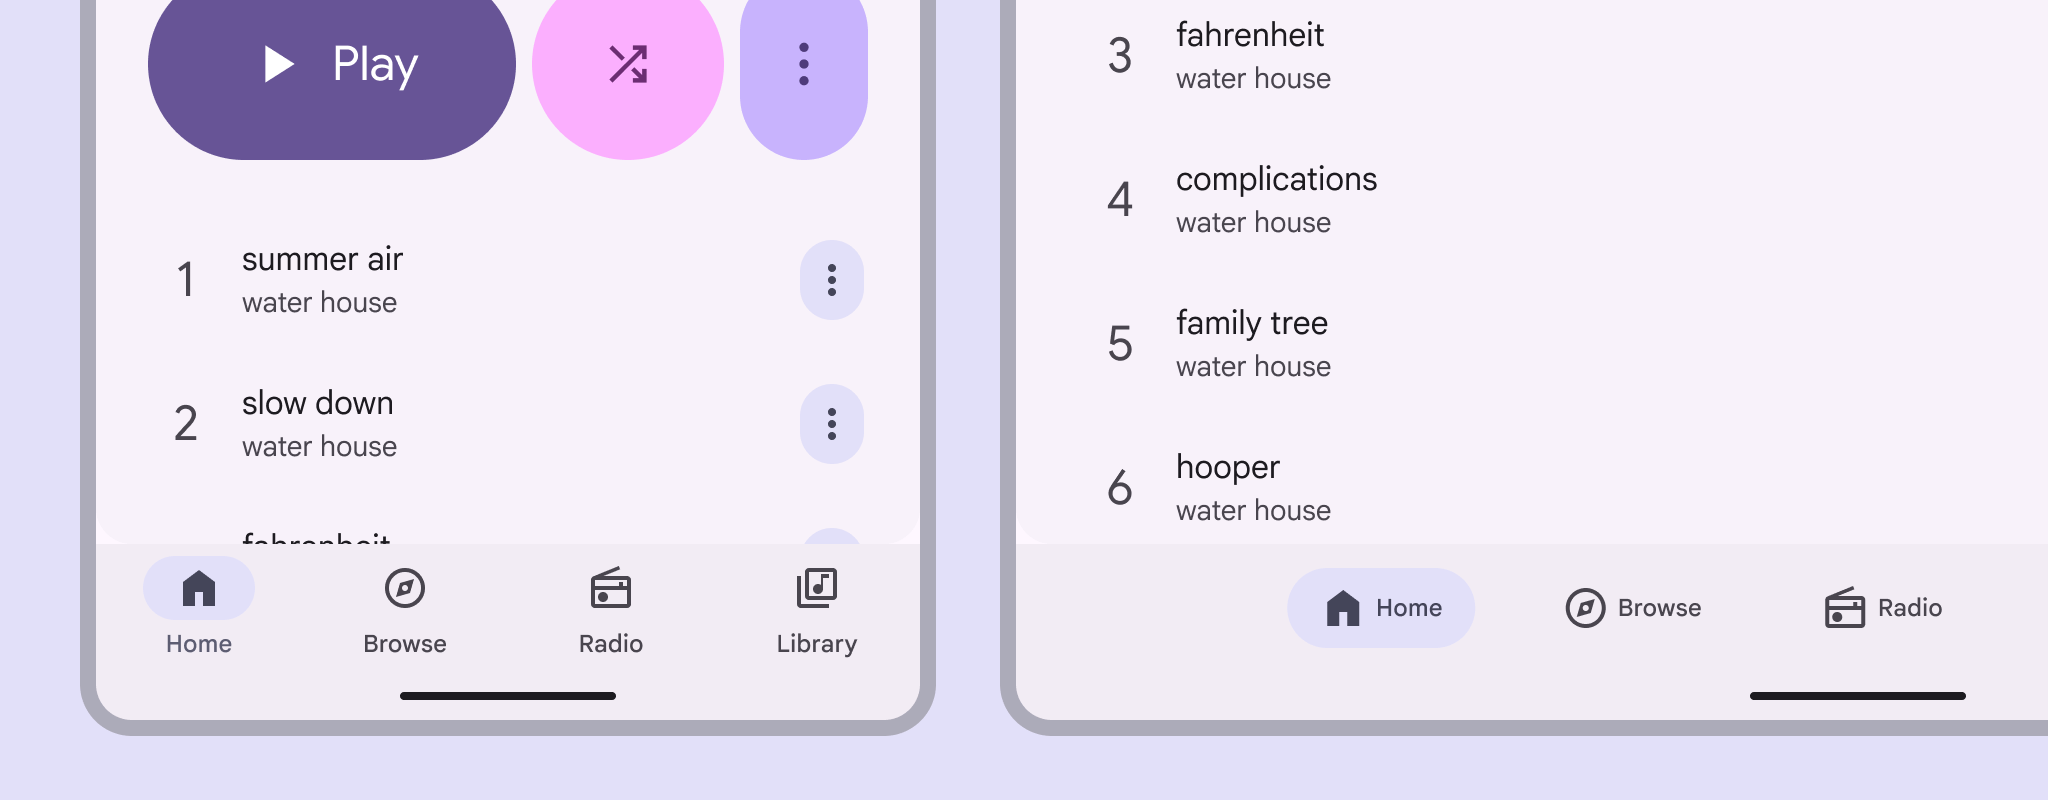 Play
1
summer air
water house
2
slow down
water house
fahrenheit
Home
Browse
Radio
Library
3
fahrenheit
water house
4
complications
water house
5
family tree
water house
6
hooper
water house
Home
Browse
Radio